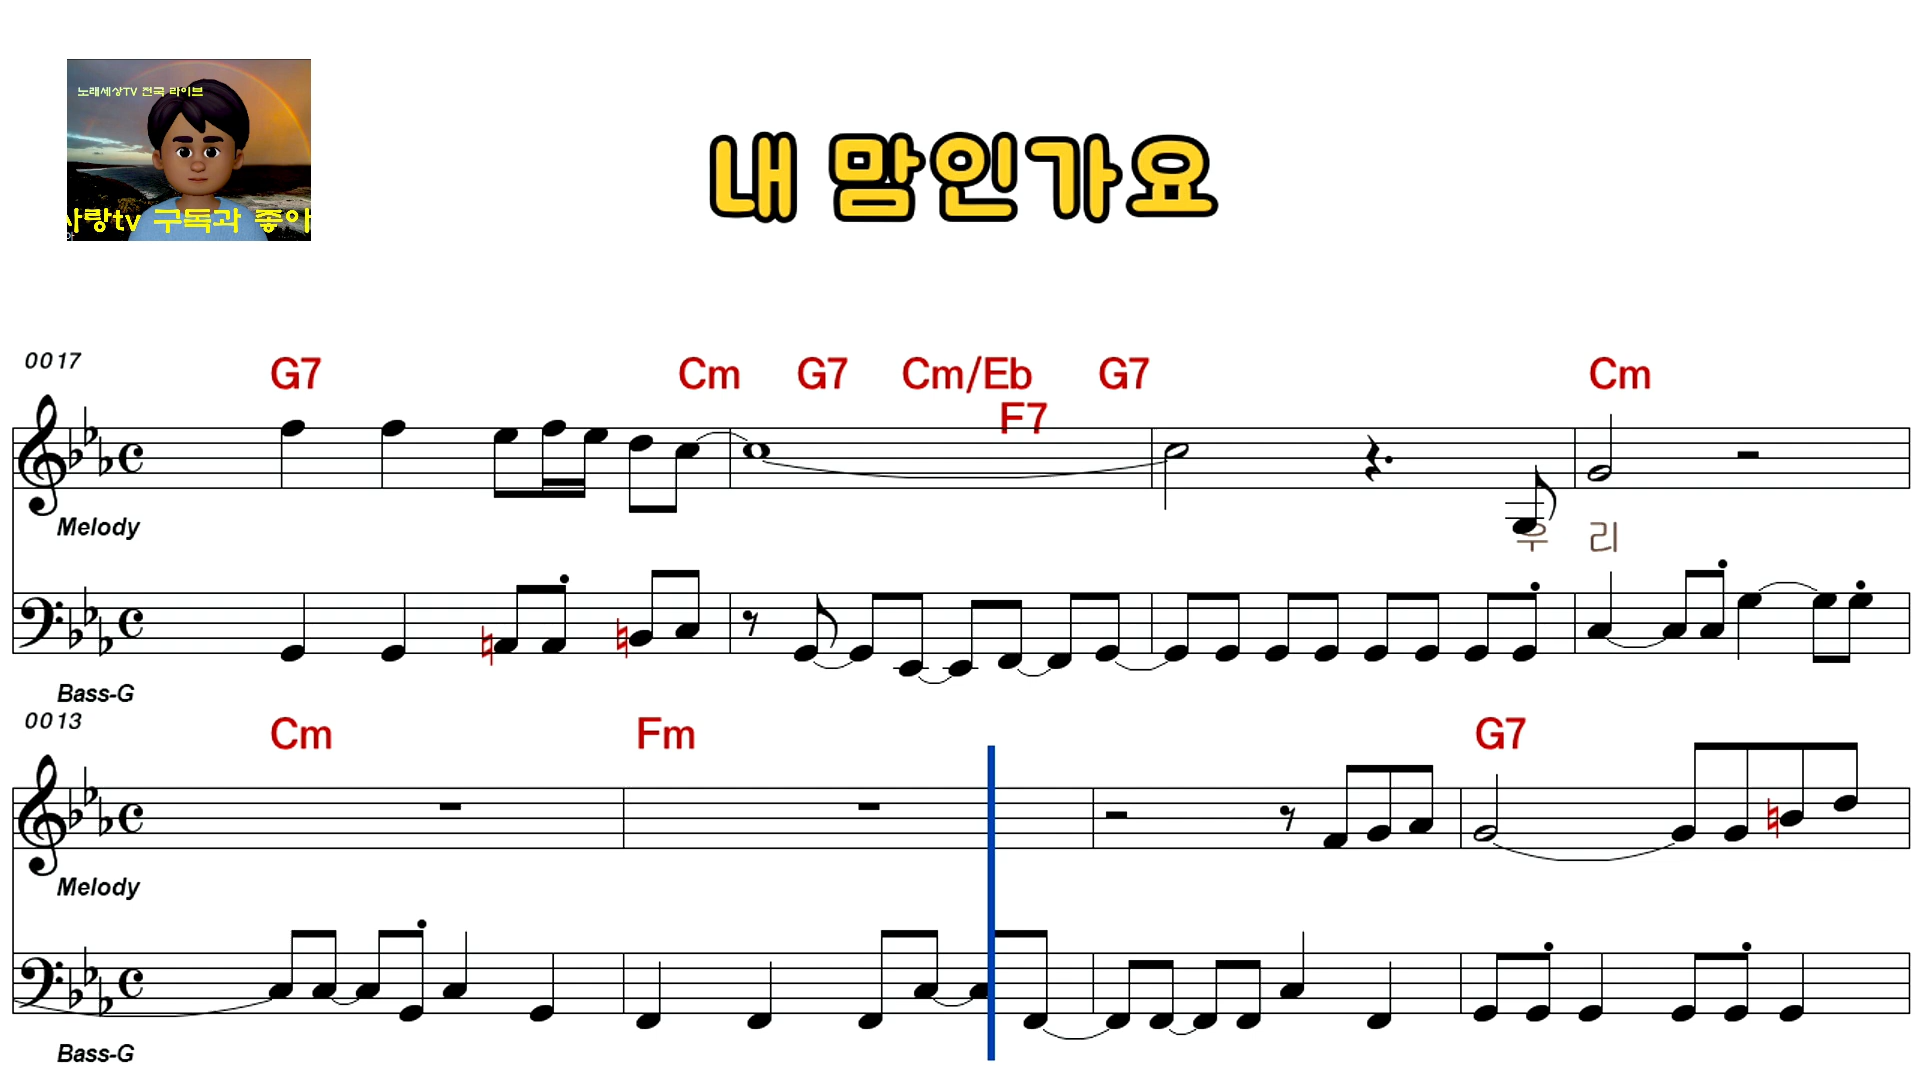 노래세상TV 전국 라이브
사랑tv 구독과 좋아
내 맘인가요
0017
G7 Cm G7 Cm/Eb G7 Cm
F7
Melody
우 리
Bass-G
0013
Cm Fm G7
Melody
Bass-G